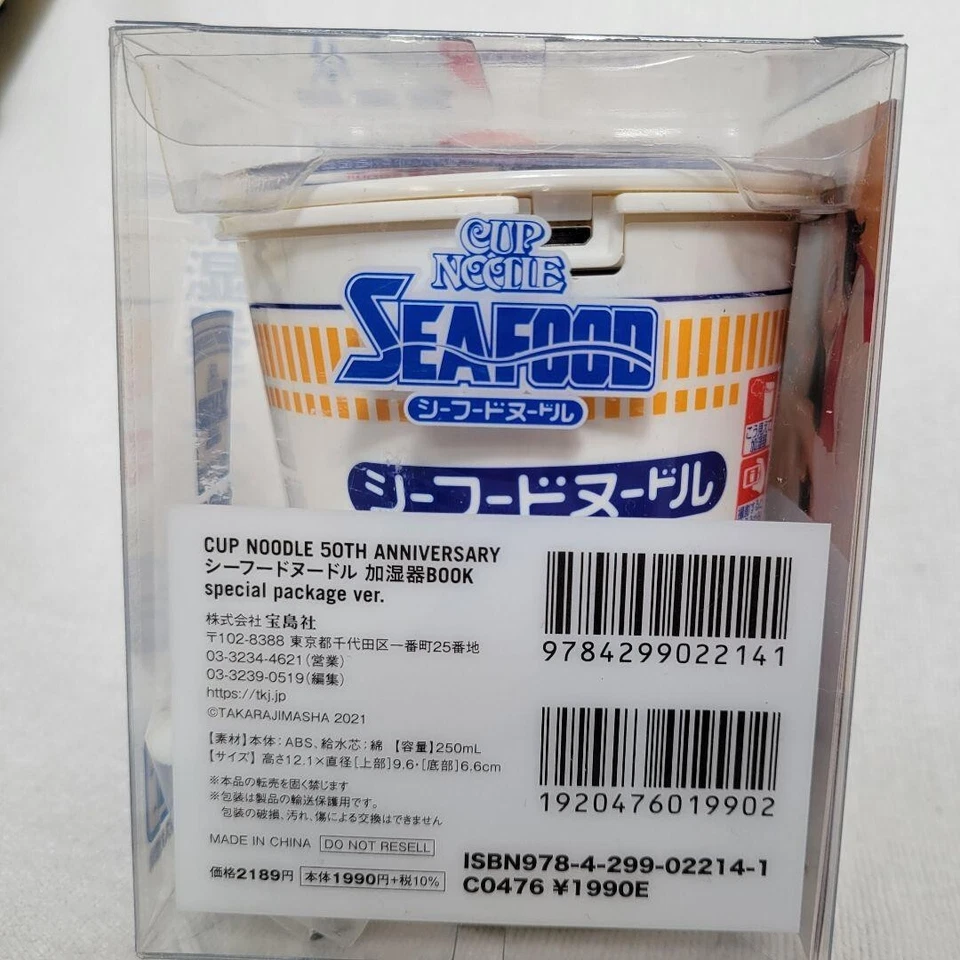 CUP
NOODLE
SEAFOOD
シーフードヌードル
シーフードヌードル
CUP NOODLE 50TH ANNIVERSARY
シーフードヌードル 加湿器BOOK
special package ver.
株式会社 宝島社
〒102-8388 東京都千代田区一番町25番地
03-3234-4621(営業)
03-3239-0519(編集)
https://tkj.jp
©TAKARAJIMASHA 2021
【素材】本体:ABS、給水芯:綿 【容量】250mL
【サイズ】高さ12.1×直径[上部]9.6・[底部]6.6cm
※本品の転売を固く禁じます
※包装は製品の輸送保護用です。
包装の破損、汚れ、傷による交換はできません
MADE IN CHINA DO NOT RESELL
価格2189円 本体1990円+税10%
9784299022141
1920476019902
ISBN978-4-299-02214-1
C0476 ¥1990E